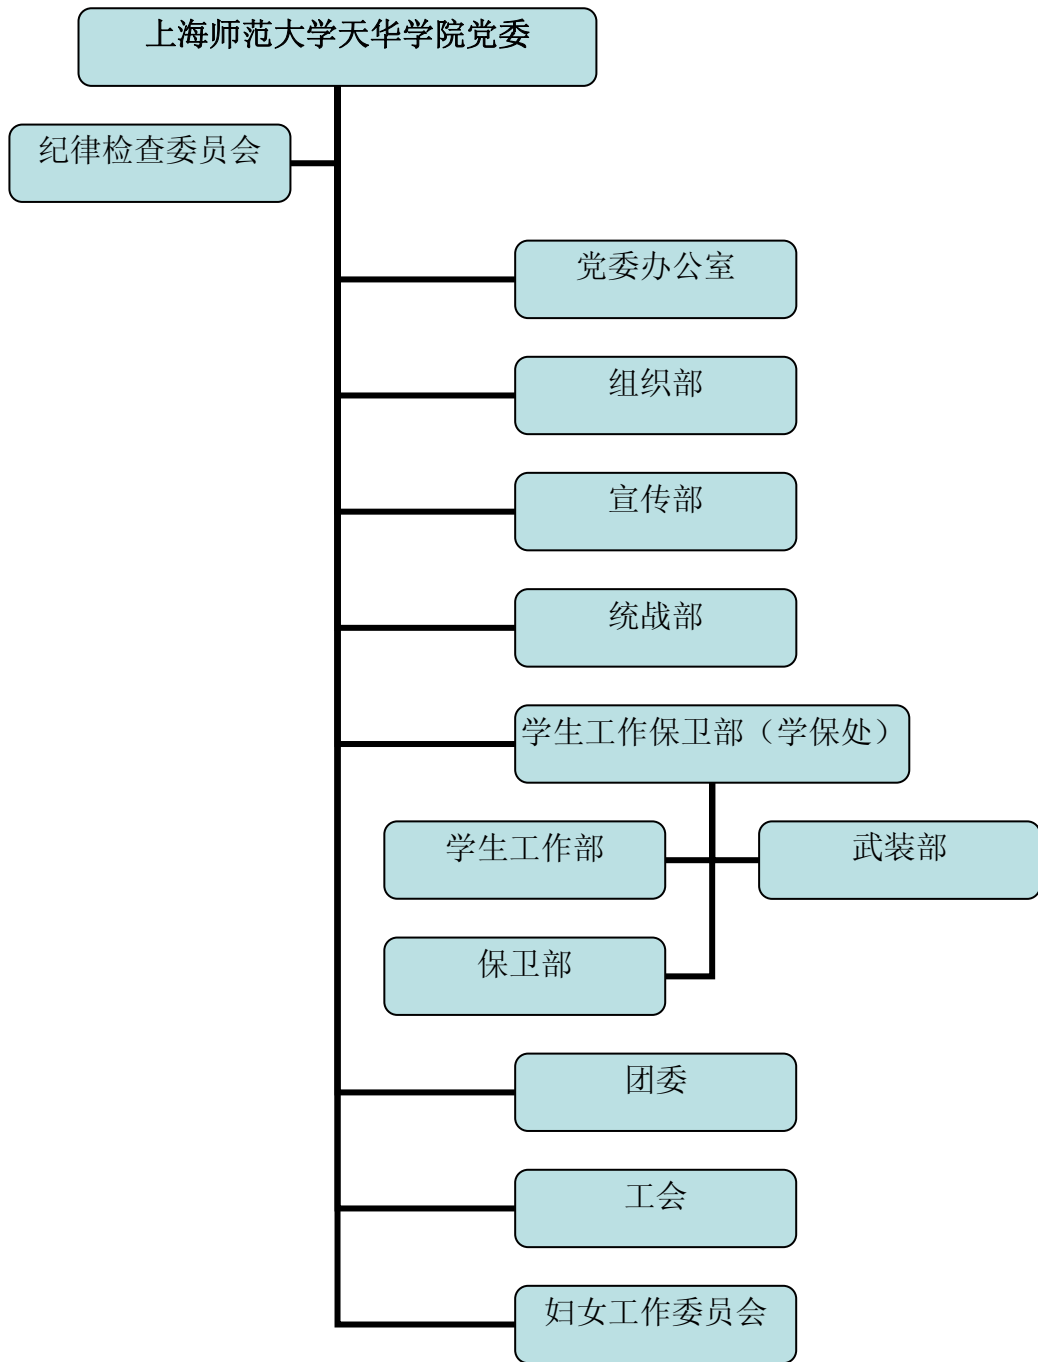 上海师范大学天华学院党委
纪律检查委员会
党委办公室
组织部
宣传部
统战部
学生工作保卫部（学保处）
学生工作部
武装部
保卫部
团委
工会
妇女工作委员会